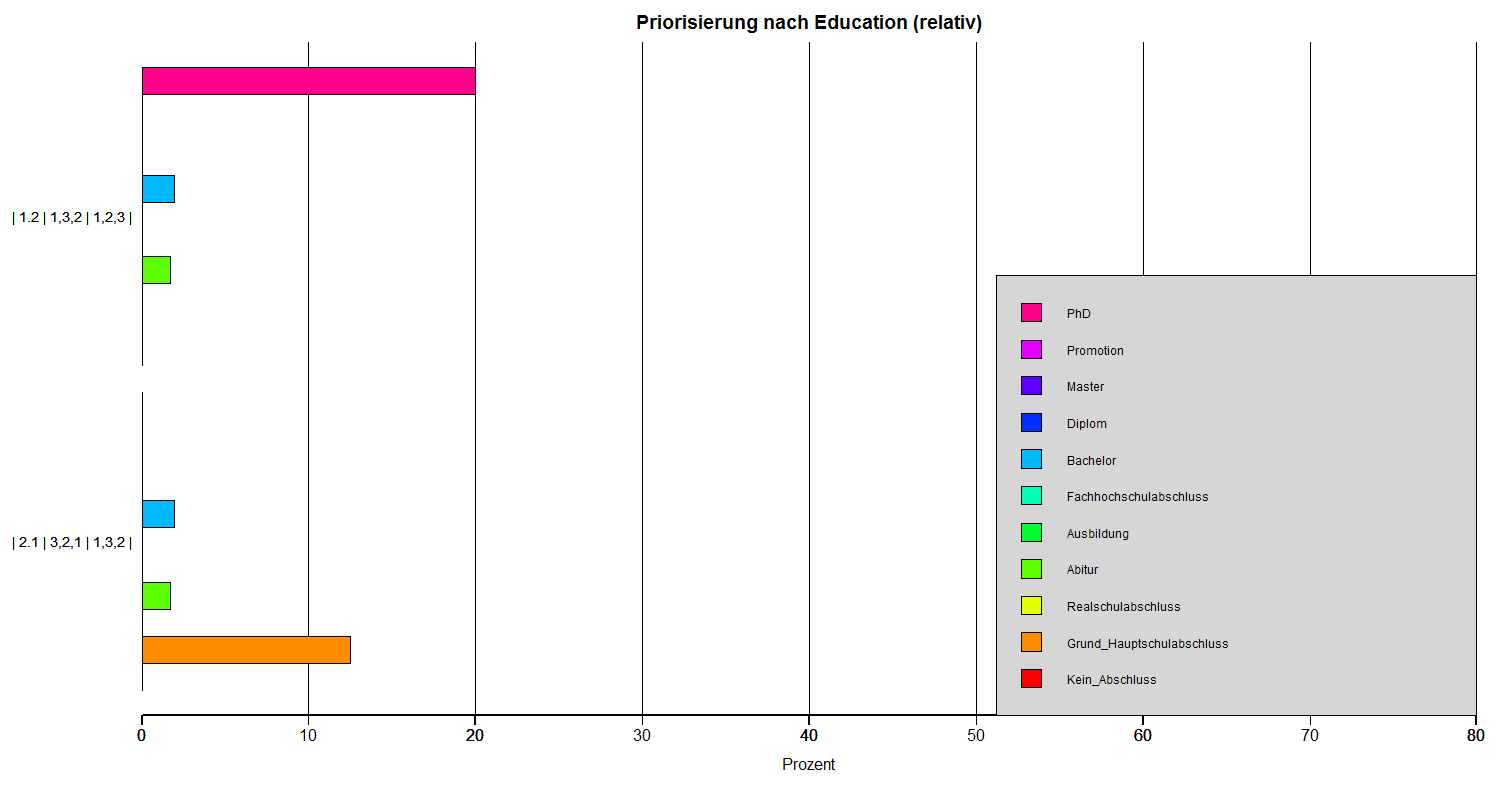 Priorisierung nach Education (relativ)
| 1.2 | 1,3,2 | 1,2,3 |
| 2.1 | 3,2,1 | 1,3,2 |
PhD
Promotion
Master
Diplom
Bachelor
Fachhochschulabschluss
Ausbildung
Abitur
Realschulabschluss
Grund_Hauptschulabschluss
Kein_Abschluss
0 10 20 30 40 50 60 70 80
Prozent